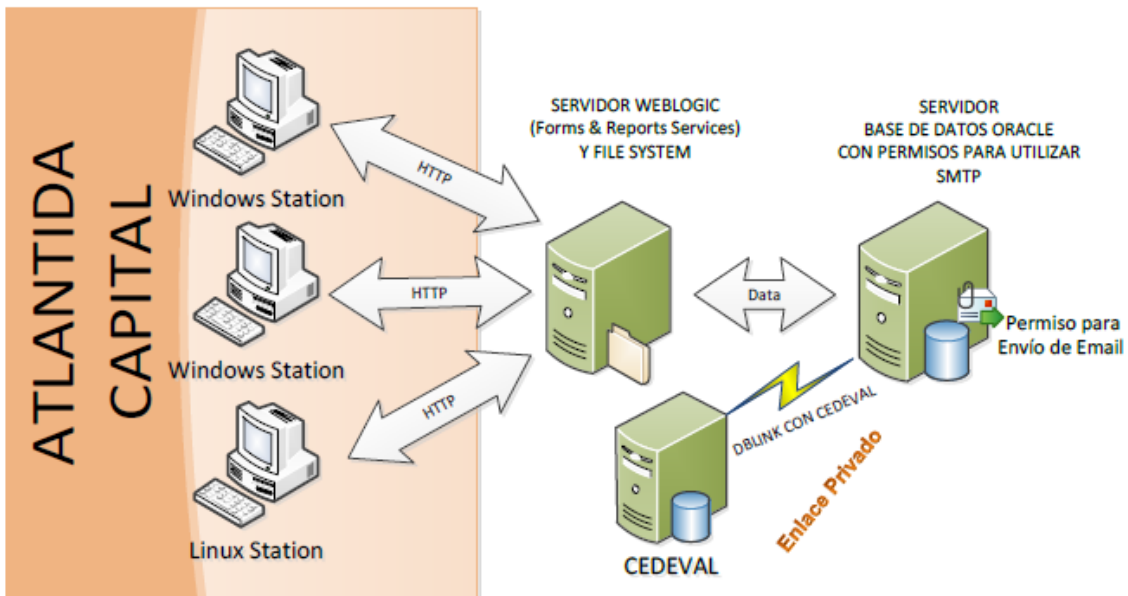 ATLANTIDA
CAPITAL
Windows Station
Windows Station
Linux Station
HTTP
HTTP
HTTP
SERVIDOR WEBLOGIC
(Forms & Reports Services)
Y FILE SYSTEM
Data
SERVIDOR
BASE DE DATOS ORACLE
CON PERMISOS PARA UTILIZAR
SMTP
Permiso para
Envío de Email
DBLINK CON CEDEVAL
Enlace Privado
CEDEVAL